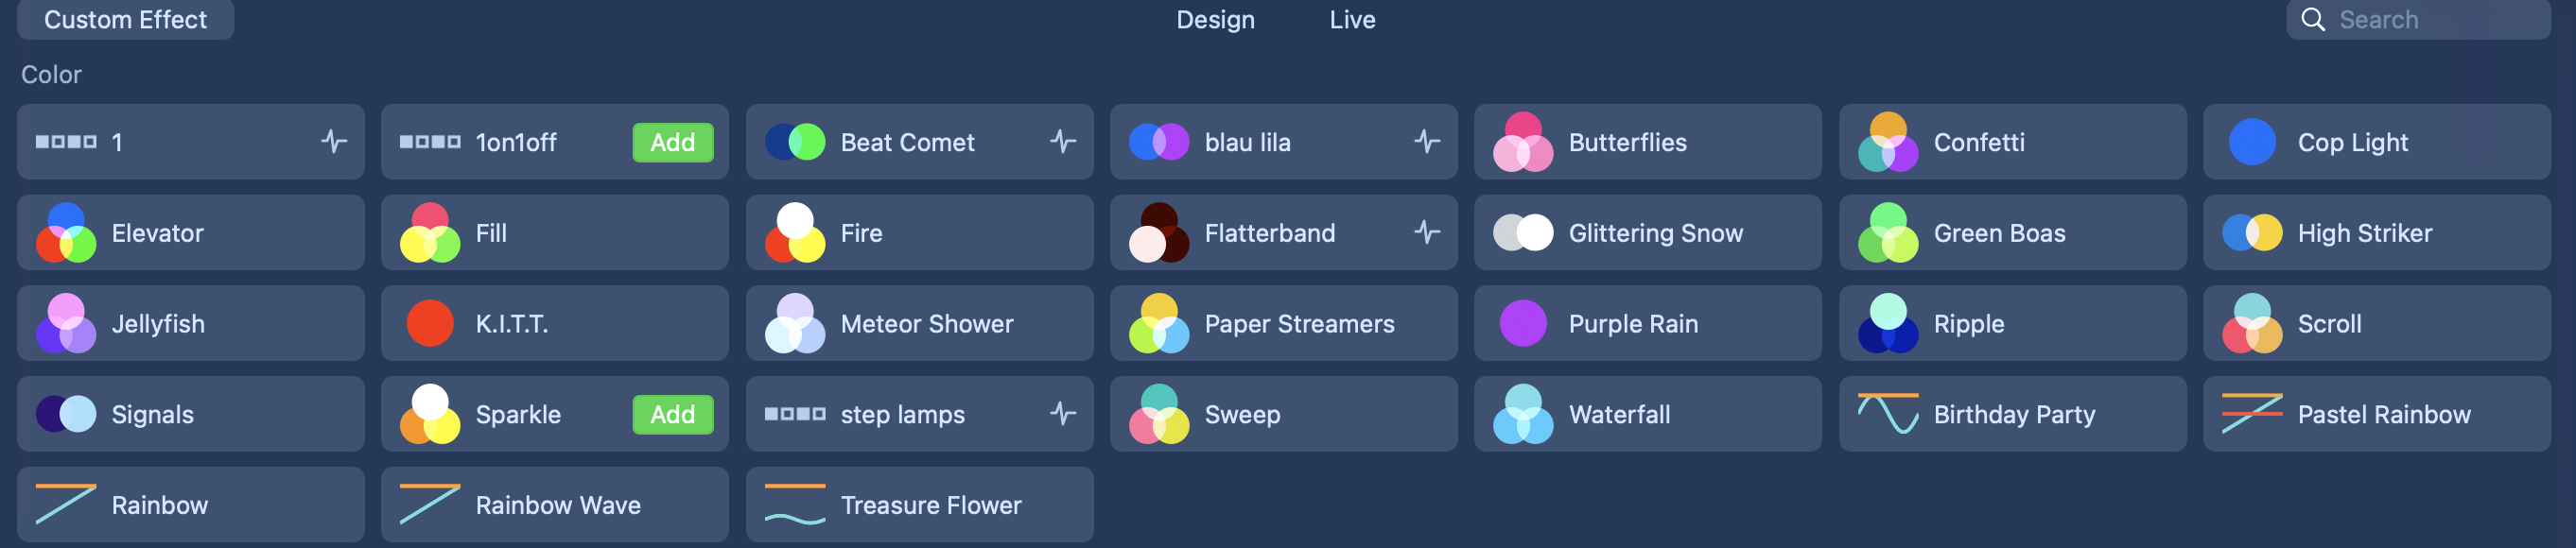 Custom Effect Design Live Search
Color
1 1on1off Add Beat Comet blau lila Butterflies Confetti Cop Light
Elevator Fill Fire Flatterband Glittering Snow Green Boas High Striker
Jellyfish K.I.T.T. Meteor Shower Paper Streamers Purple Rain Ripple Scroll
Signals Sparkle Add step lamps Sweep Waterfall Birthday Party Pastel Rainbow
Rainbow Rainbow Wave Treasure Flower